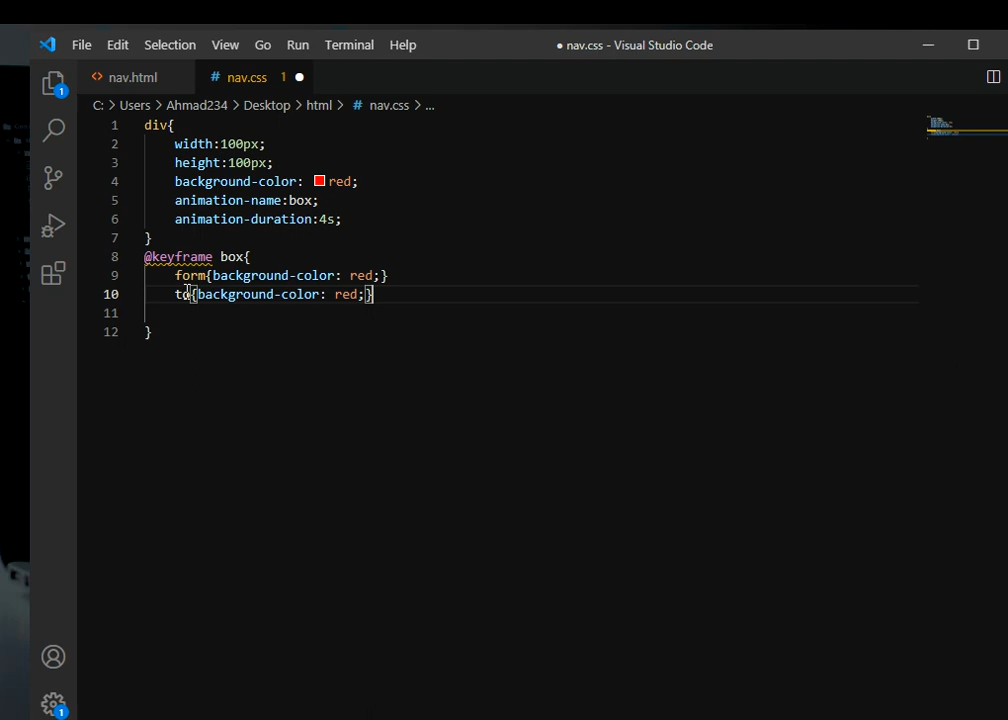 File Edit Selection View Go Run Terminal Help ● nav.css - Visual Studio Code
<> nav.html # nav.css 1 ●
C: > Users > Ahmad234 > Desktop > html > # nav.css > ...
1 div{
2 width:100px;
3 height:100px;
4 background-color: red;
5 animation-name:box;
6 animation-duration:4s;
7 }
8 @keyframe box{
9 form{background-color: red;}
10 to{background-color: red;}
11
12 }
1
1